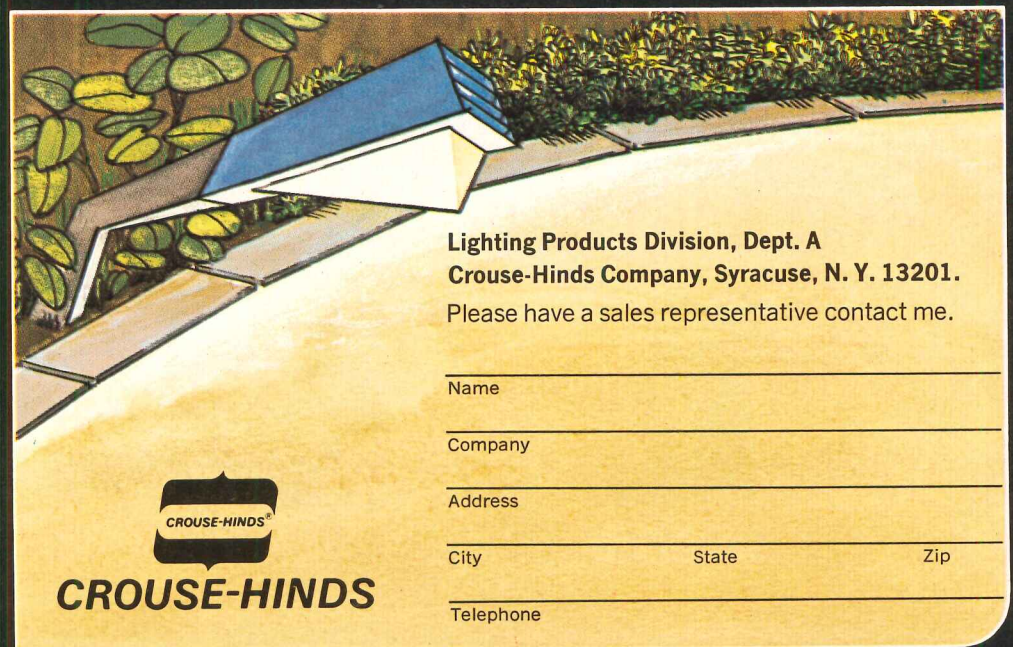 Lighting Products Division, Dept. A
Crouse-Hinds Company, Syracuse, N. Y. 13201.
Please have a sales representative contact me.
Name
Company
Address
City State Zip
Telephone
CROUSE-HINDS®
CROUSE-HINDS